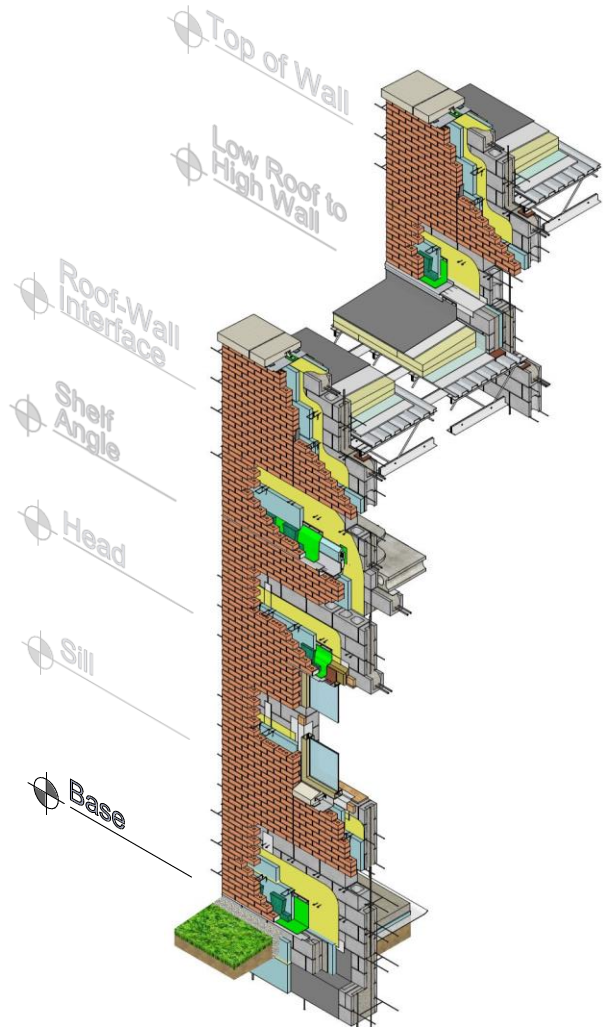 Top of Wall
Low Roof to
High Wall
Roof-Wall
Interface
Shelf
Angle
Head
Sill
Base